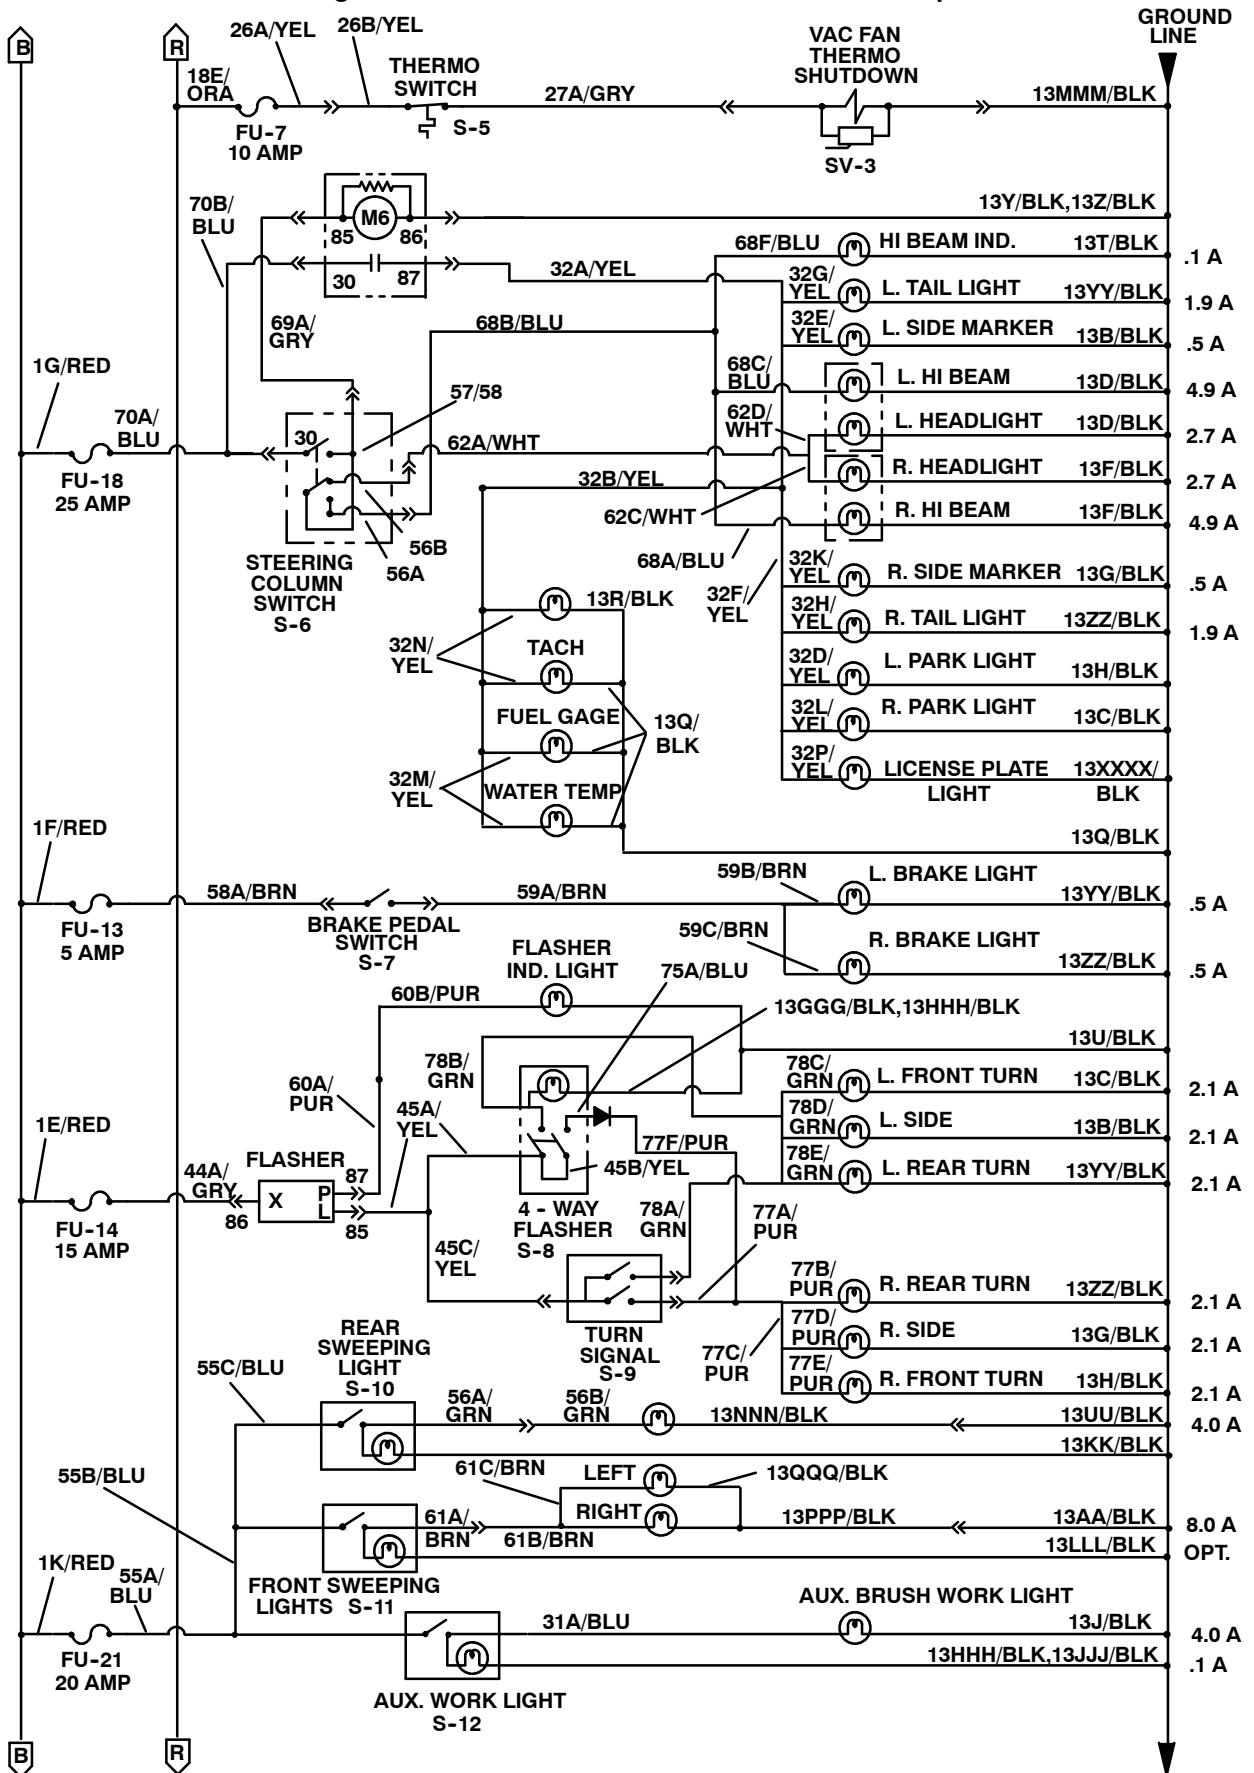 GROUND
LINE
B
R
26A/YEL
26B/YEL
VAC FAN
THERMO
SHUTDOWN
THERMO
SWITCH
18E/
ORA
27A/GRY
13MMM/BLK
FU-7
10 AMP
S-5
SV-3
70B/
BLU
M6
85
86
13Y/BLK,13Z/BLK
68F/BLU
HI BEAM IND.
13T/BLK
.1 A
30
87
32A/YEL
32G/
YEL
L. TAIL LIGHT
13YY/BLK
1.9 A
69A/
GRY
68B/BLU
32E/
YEL
L. SIDE MARKER
13B/BLK
.5 A
1G/RED
68C/
BLU
L. HI BEAM
13D/BLK
4.9 A
57/58
70A/
BLU
62D/
WHT
L. HEADLIGHT
13D/BLK
2.7 A
30
62A/WHT
FU-18
25 AMP
32B/YEL
R. HEADLIGHT
13F/BLK
2.7 A
62C/WHT
R. HI BEAM
13F/BLK
4.9 A
56B
56A
STEERING
COLUMN
SWITCH
S-6
68A/BLU
32F/
YEL
32K/
YEL
R. SIDE MARKER
13G/BLK
.5 A
13R/BLK
32H/
YEL
R. TAIL LIGHT
13ZZ/BLK
1.9 A
32N/
YEL
TACH
32D/
YEL
L. PARK LIGHT
13H/BLK
FUEL GAGE
13Q/
BLK
32L/
YEL
R. PARK LIGHT
13C/BLK
32M/
YEL
WATER TEMP
32P/
YEL
LICENSE PLATE
LIGHT
13XXXX/
BLK
13Q/BLK
1F/RED
58A/BRN
59A/BRN
59B/BRN
L. BRAKE LIGHT
13YY/BLK
.5 A
FU-13
5 AMP
BRAKE PEDAL
SWITCH
S-7
59C/BRN
R. BRAKE LIGHT
13ZZ/BLK
.5 A
FLASHER
IND. LIGHT
75A/BLU
60B/PUR
13GGG/BLK,13HHH/BLK
13U/BLK
60A/
PUR
78B/
GRN
78C/
GRN
L. FRONT TURN
13C/BLK
2.1 A
1E/RED
45A/
YEL
78D/
GRN
L. SIDE
13B/BLK
2.1 A
77F/PUR
45B/YEL
78E/
GRN
L. REAR TURN
13YY/BLK
2.1 A
44A/
GRY
FLASHER
X
P
L
87
86
85
FU-14
15 AMP
4 - WAY
FLASHER
S-8
78A/
GRN
77A/
PUR
45C/
YEL
77B/
PUR
R. REAR TURN
13ZZ/BLK
2.1 A
TURN
SIGNAL
S-9
77C/
PUR
77D/
PUR
R. SIDE
13G/BLK
2.1 A
77E/
PUR
R. FRONT TURN
13H/BLK
2.1 A
REAR
SWEEPING
LIGHT
S-10
55C/BLU
56A/
GRN
56B/
GRN
13NNN/BLK
13UU/BLK
4.0 A
13KK/BLK
55B/BLU
61C/BRN
LEFT
13QQQ/BLK
61A/
BRN
61B/BRN
RIGHT
13PPP/BLK
13AA/BLK
8.0 A
13LLL/BLK
OPT.
FRONT SWEEPING
LIGHTS S-11
1K/RED
55A/
BLU
FU-21
20 AMP
31A/BLU
AUX. BRUSH WORK LIGHT
13J/BLK
4.0 A
13HHH/BLK,13JJJ/BLK
.1 A
AUX. WORK LIGHT
S-12
B
R